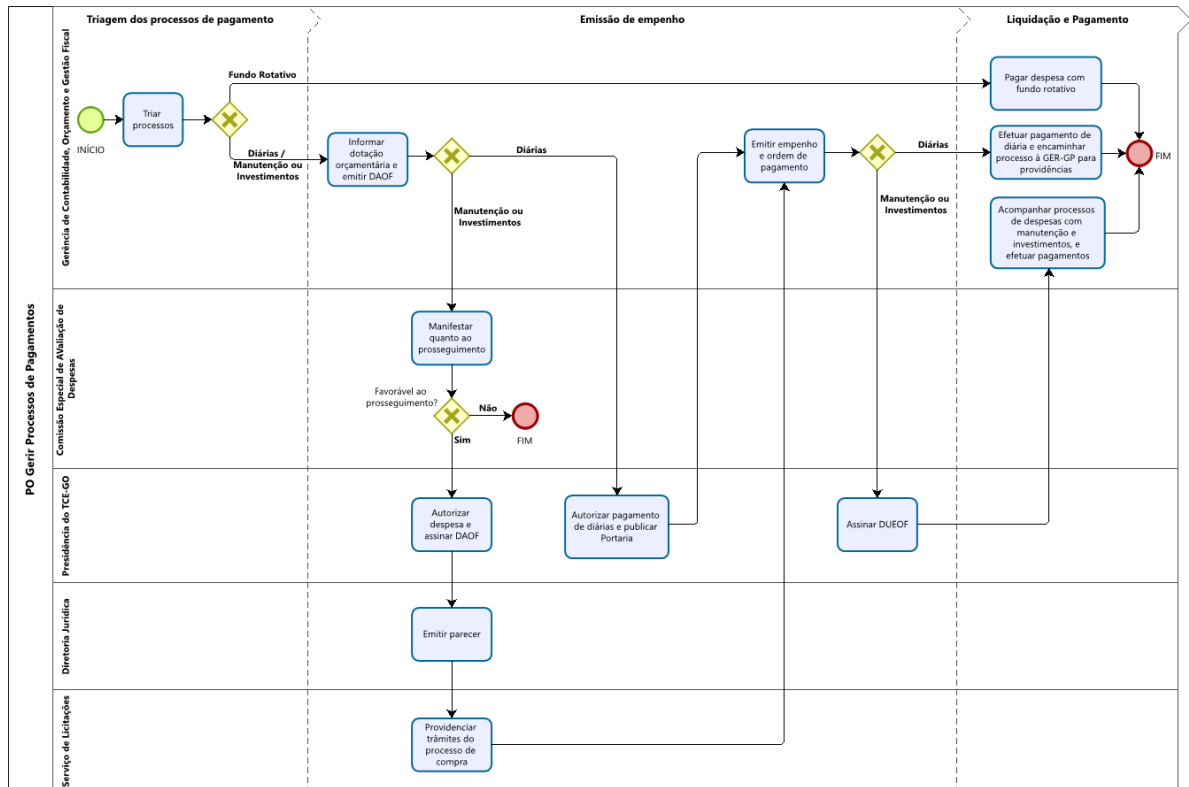 Triagem dos processos de pagamento
Emissão de empenho
Liquidação e Pagamento
PO Gerir Processos de Pagamentos
Gerência de Contabilidade, Orçamento e Gestão Fiscal
INÍCIO
Triar
processos
Fundo Rotativo
Diárias /
Manutenção ou
Investimentos
Informar
dotação
orçamentária e
emitir DAOF
Diárias
Manutenção ou
Investimentos
Emitir empenho
e ordem de
pagamento
Diárias
Manutenção ou
Investimentos
Pagar despesa com
fundo rotativo
Efetuar pagamento de
diária e encaminhar
processo à GER-GP para
providências
FIM
Acompanhar processos
de despesas com
manutenção e
investimentos, e
efetuar pagamentos
Comissão Especial de AValiação de
Despesas
Manifestar
quanto ao
prosseguimento
Favorável ao
prosseguimento?
Não
FIM
Sim
Presidência do TCE-GO
Autorizar
despesa e
assinar DAOF
Autorizar pagamento
de diárias e publicar
Portaria
Assinar DUEOF
Diretoria Jurídica
Emitir parecer
Serviço de Licitações
Providenciar
trâmites do
processo de
compra